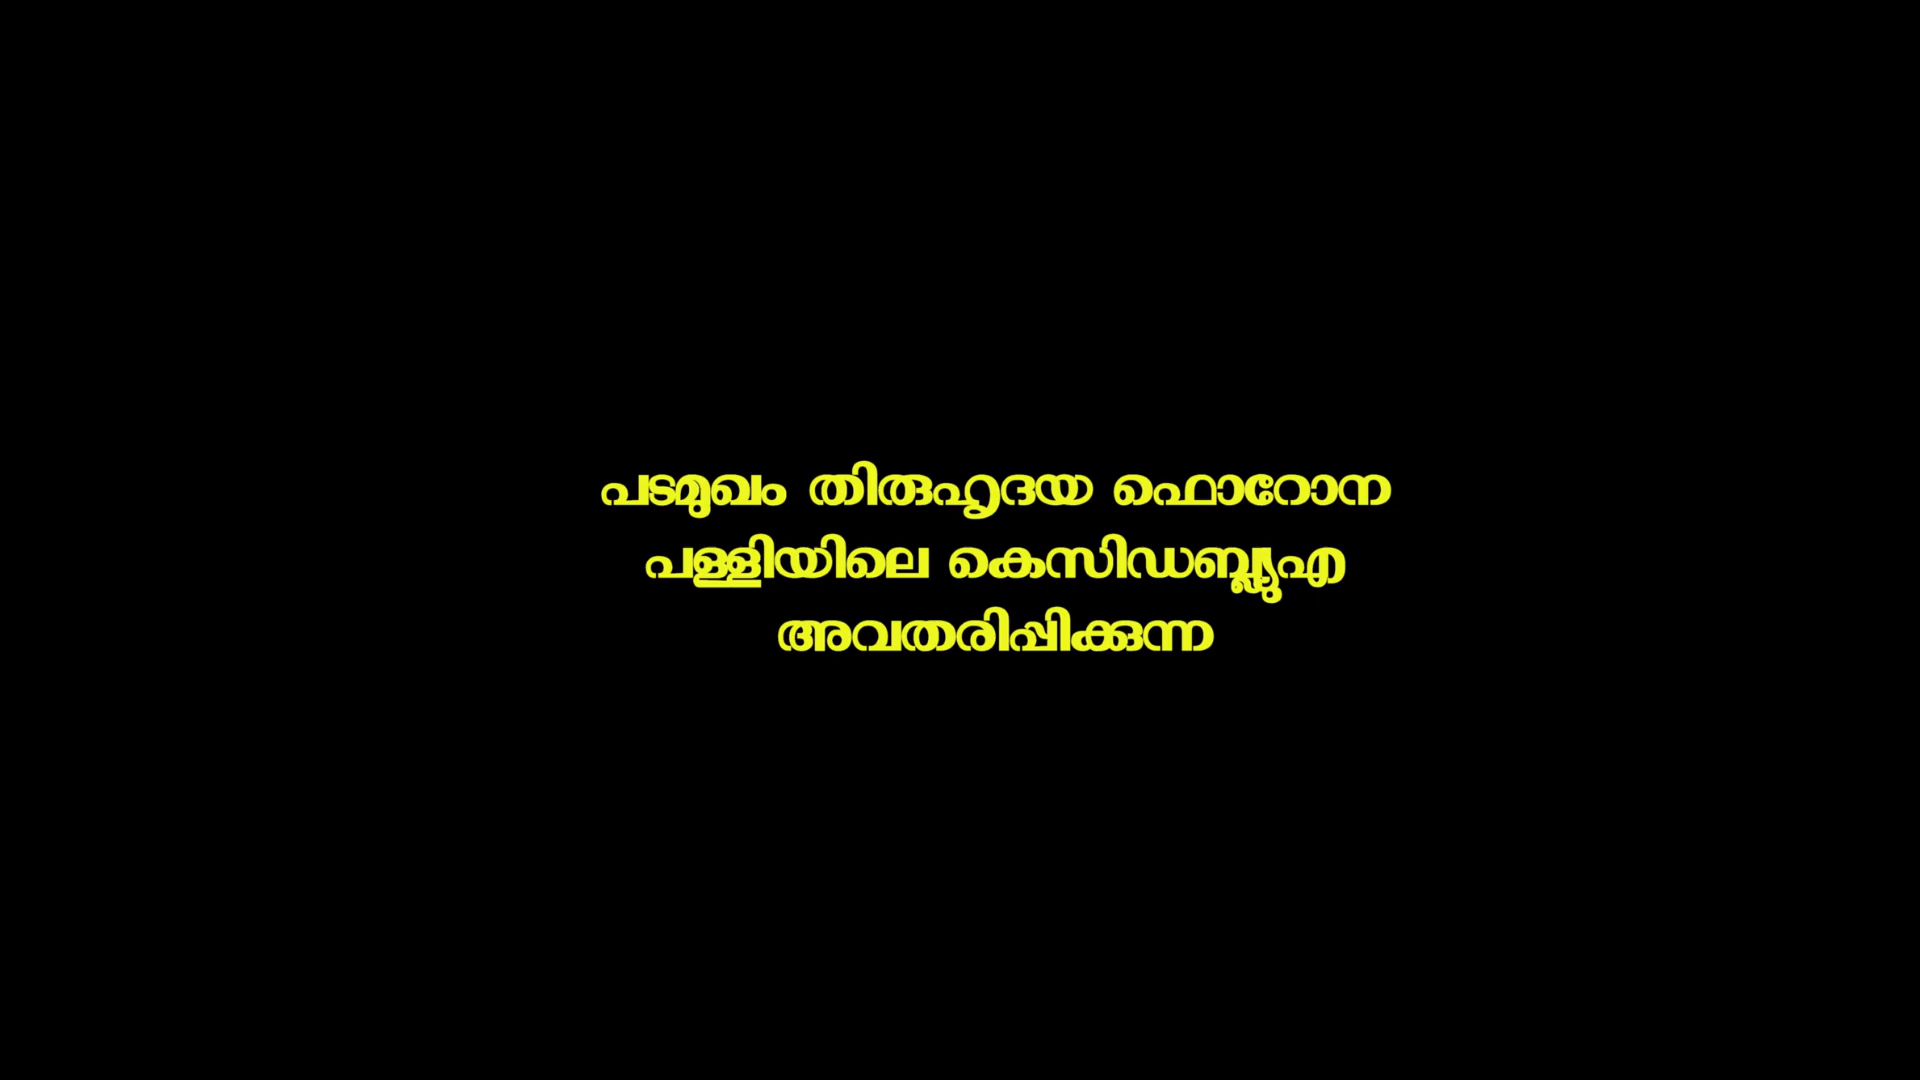 പടമുഖം തിരുഹൃദയ ഫൊറോന
പള്ളിയിലെ കെസിഡബ്ല്യുഎ
അവതരിപ്പിക്കുന്ന